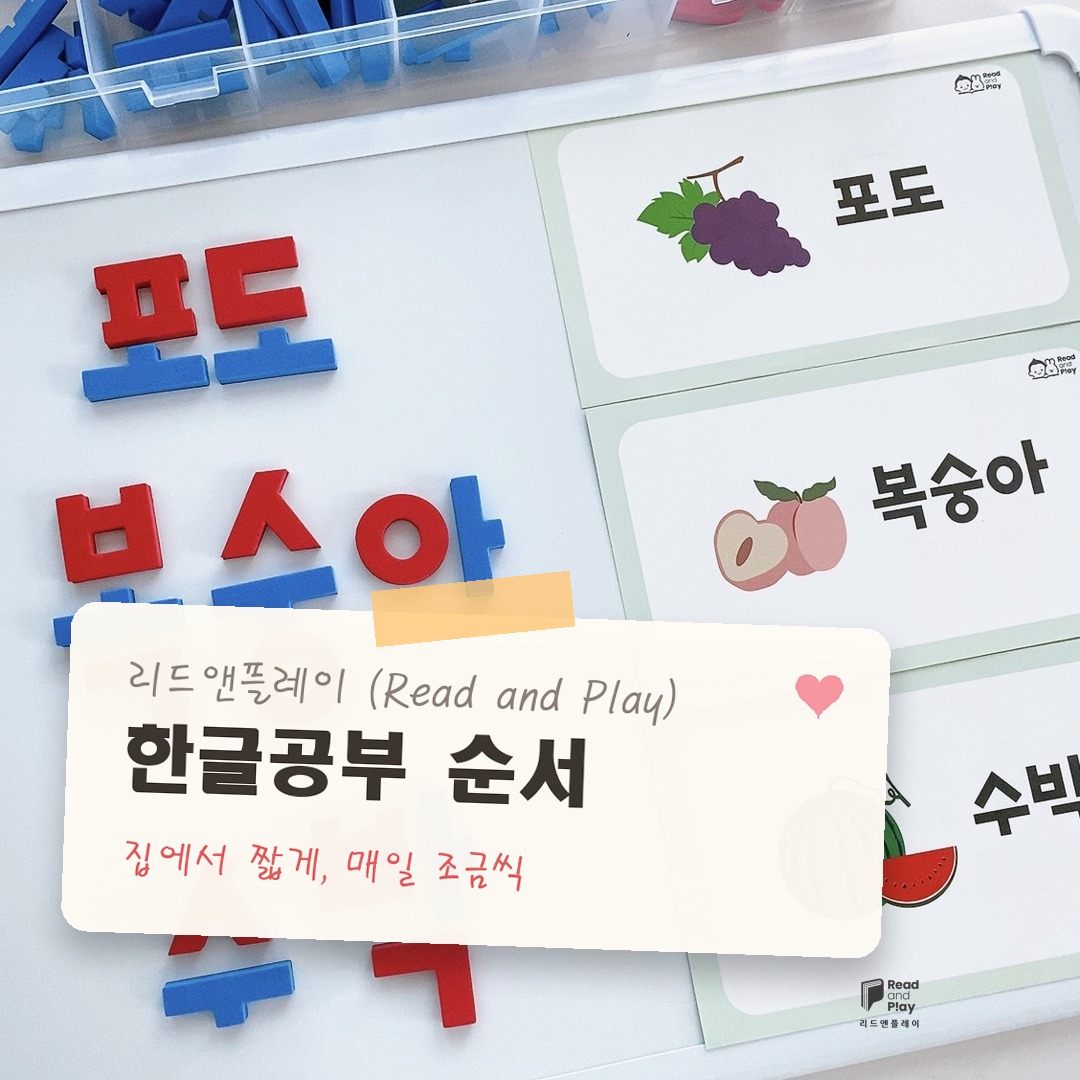 Read
and
Play
포도
포도
Read
and
Play
복숭아
아
리드앤플레이 (Read and Play)
한글공부 순서
집에서 짧게, 매일 조금씩
수박
Read
and
Play
리드앤플레이